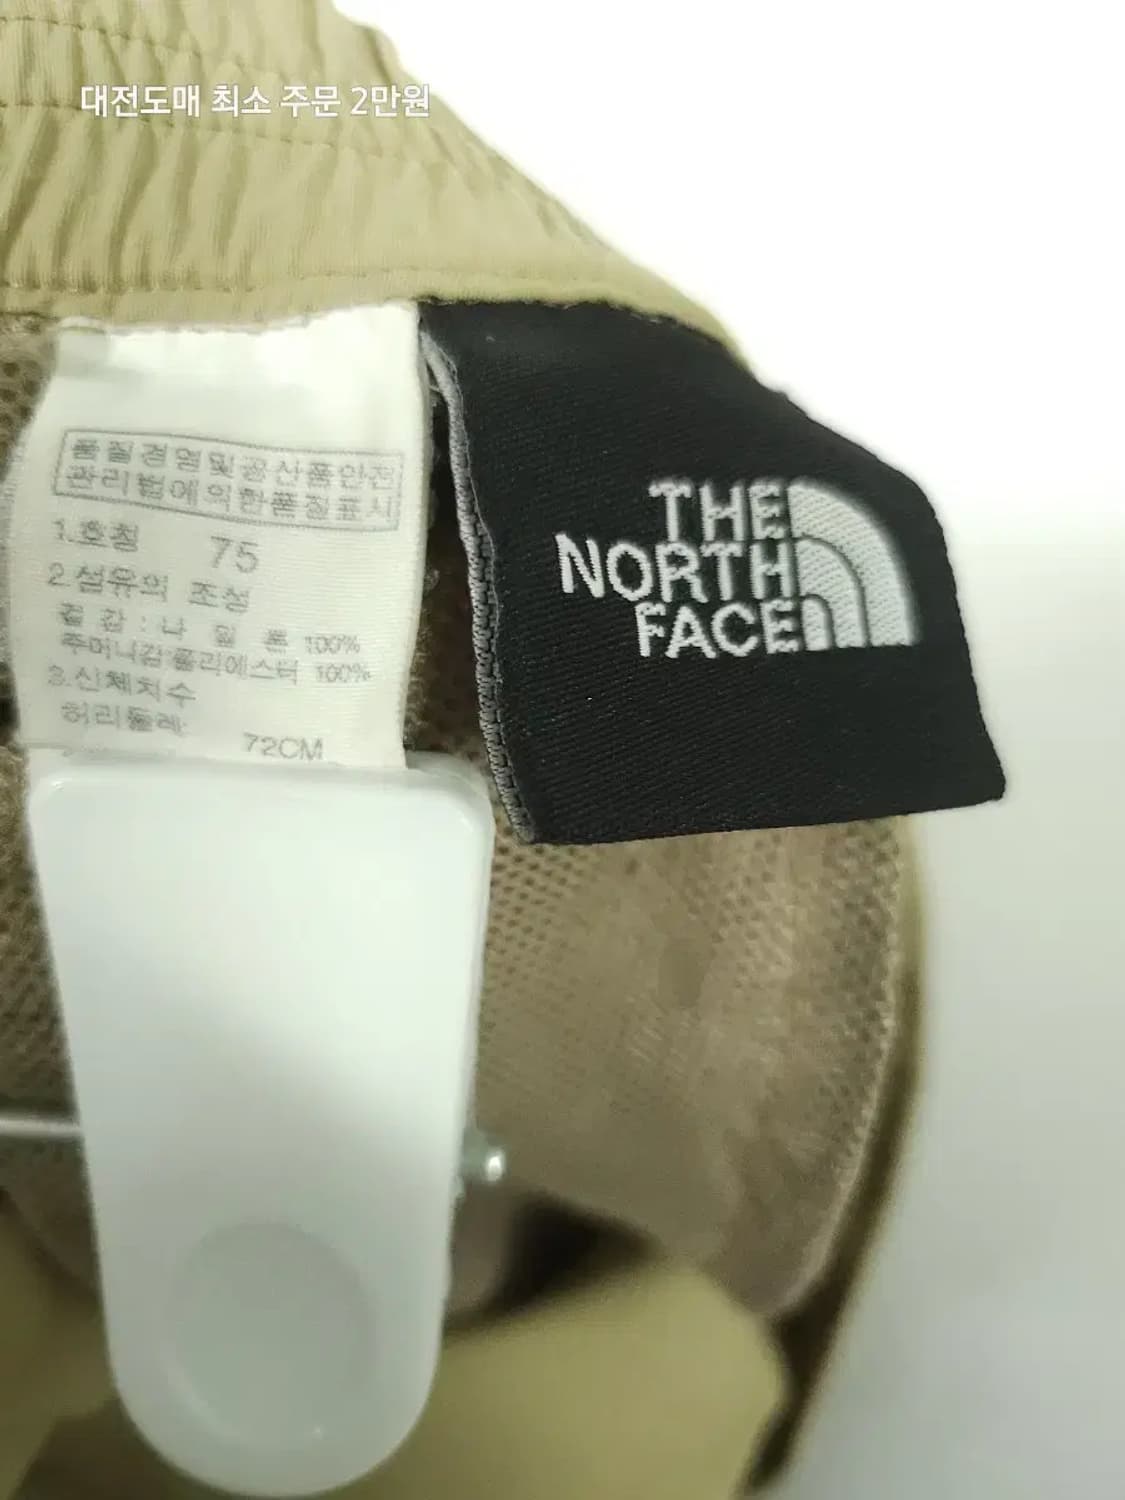 대전도매 최소 주문 2만원
품질경영및공산품안전
관리법에의한품질표시
1.호칭 75
2.섬유의 조성
겉 감 : 나 일 론 100%
주머니감:폴리에스터 100%
3.신체치수
허리둘레
72CM
THE
NORTH
FACE